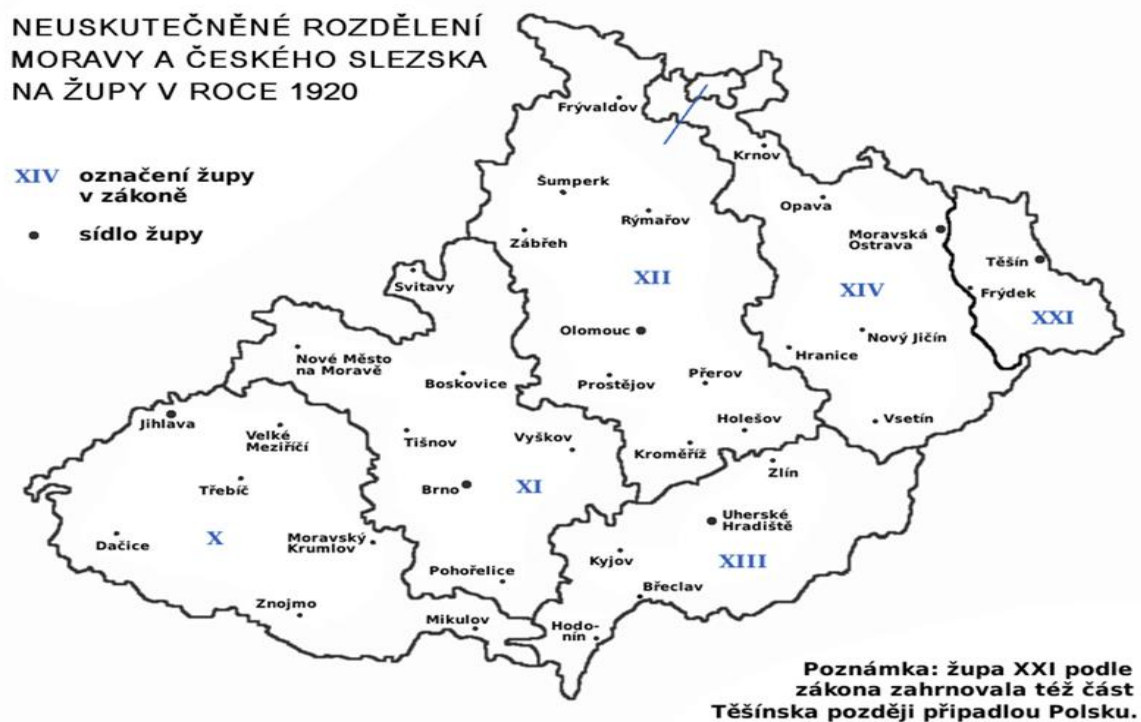 NEUSKUTEČNĚNÉ ROZDĚLENÍ
MORAVY A ČESKÉHO SLEZSKA
NA ŽUPY V ROCE 1920
XIV označení župy
v zákoně
sídlo župy
Frývaldov
Krnov
Šumperk
Opava
Rýmařov
Zábřeh
Moravská
Ostrava
Těšín
Svitavy
XII
XIV
Frýdek
XXI
Olomouc
Nový Jičín
Nové Město
na Moravě
Hranice
Boskovice
Prostějov
Přerov
Jihlava
Velké
Meziříčí
Tišnov
Vyškov
Holešov
Vsetín
Kroměříž
Zlín
Třebíč
Brno
XI
Uherské
Hradiště
Dačice
X
Moravský
Krumlov
Kyjov
XIII
Pohořelice
Břeclav
Znojmo
Mikulov
Hodo-
nín
Poznámka: župa XXI podle
zákona zahrnovala též část
Těšínska později připadlou Polsku.